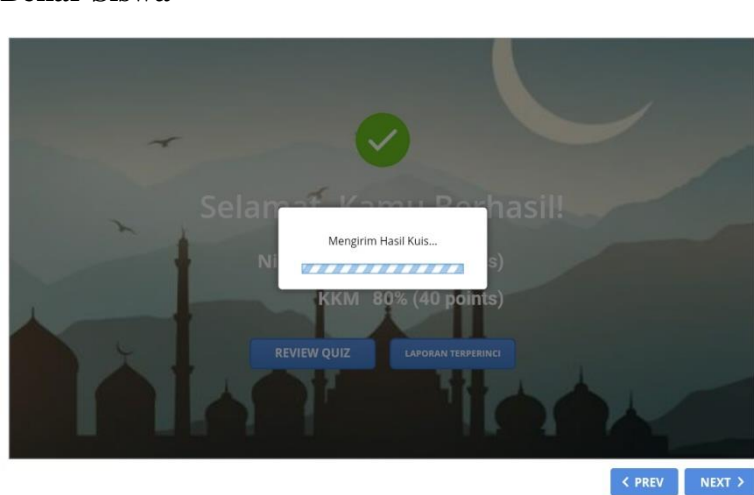 Selamat, Kamu Berhasil!
Mengirim Hasil Kuis...
KKM 80% (40 points)
REVIEW QUIZ
LAPORAN TERPERINCI
PREV
NEXT